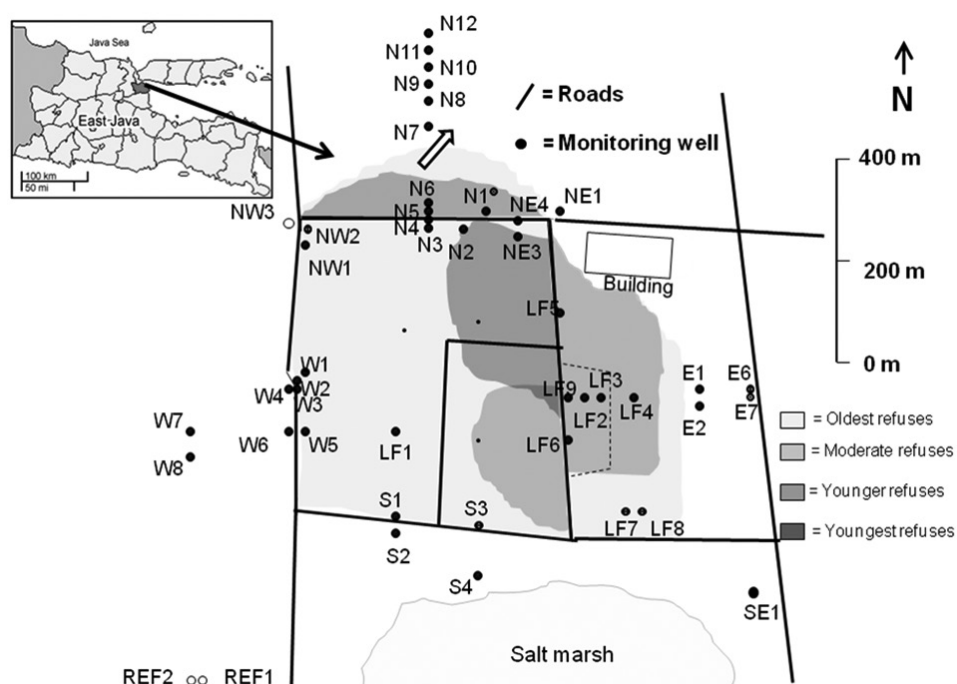 Java Sea
East-Java
100 km
50 mi
N12
N11
N10
N9
N8
N7
/ = Roads
● = Monitoring well
N
400 m
200 m
0 m
N6
N5
N4
N3
N1
N2
NE1
NE4
NE3
NW3
NW2
NW1
Building
LF5
W1
W2
W3
W4
W5
W6
W7
W8
LF1
LF9
LF3
LF2
LF4
LF6
E1
E2
E6
E7
= Oldest refuses
= Moderate refuses
= Younger refuses
= Youngest refuses
S1
S2
S3
S4
LF7
LF8
SE1
Salt marsh
REF2 REF1